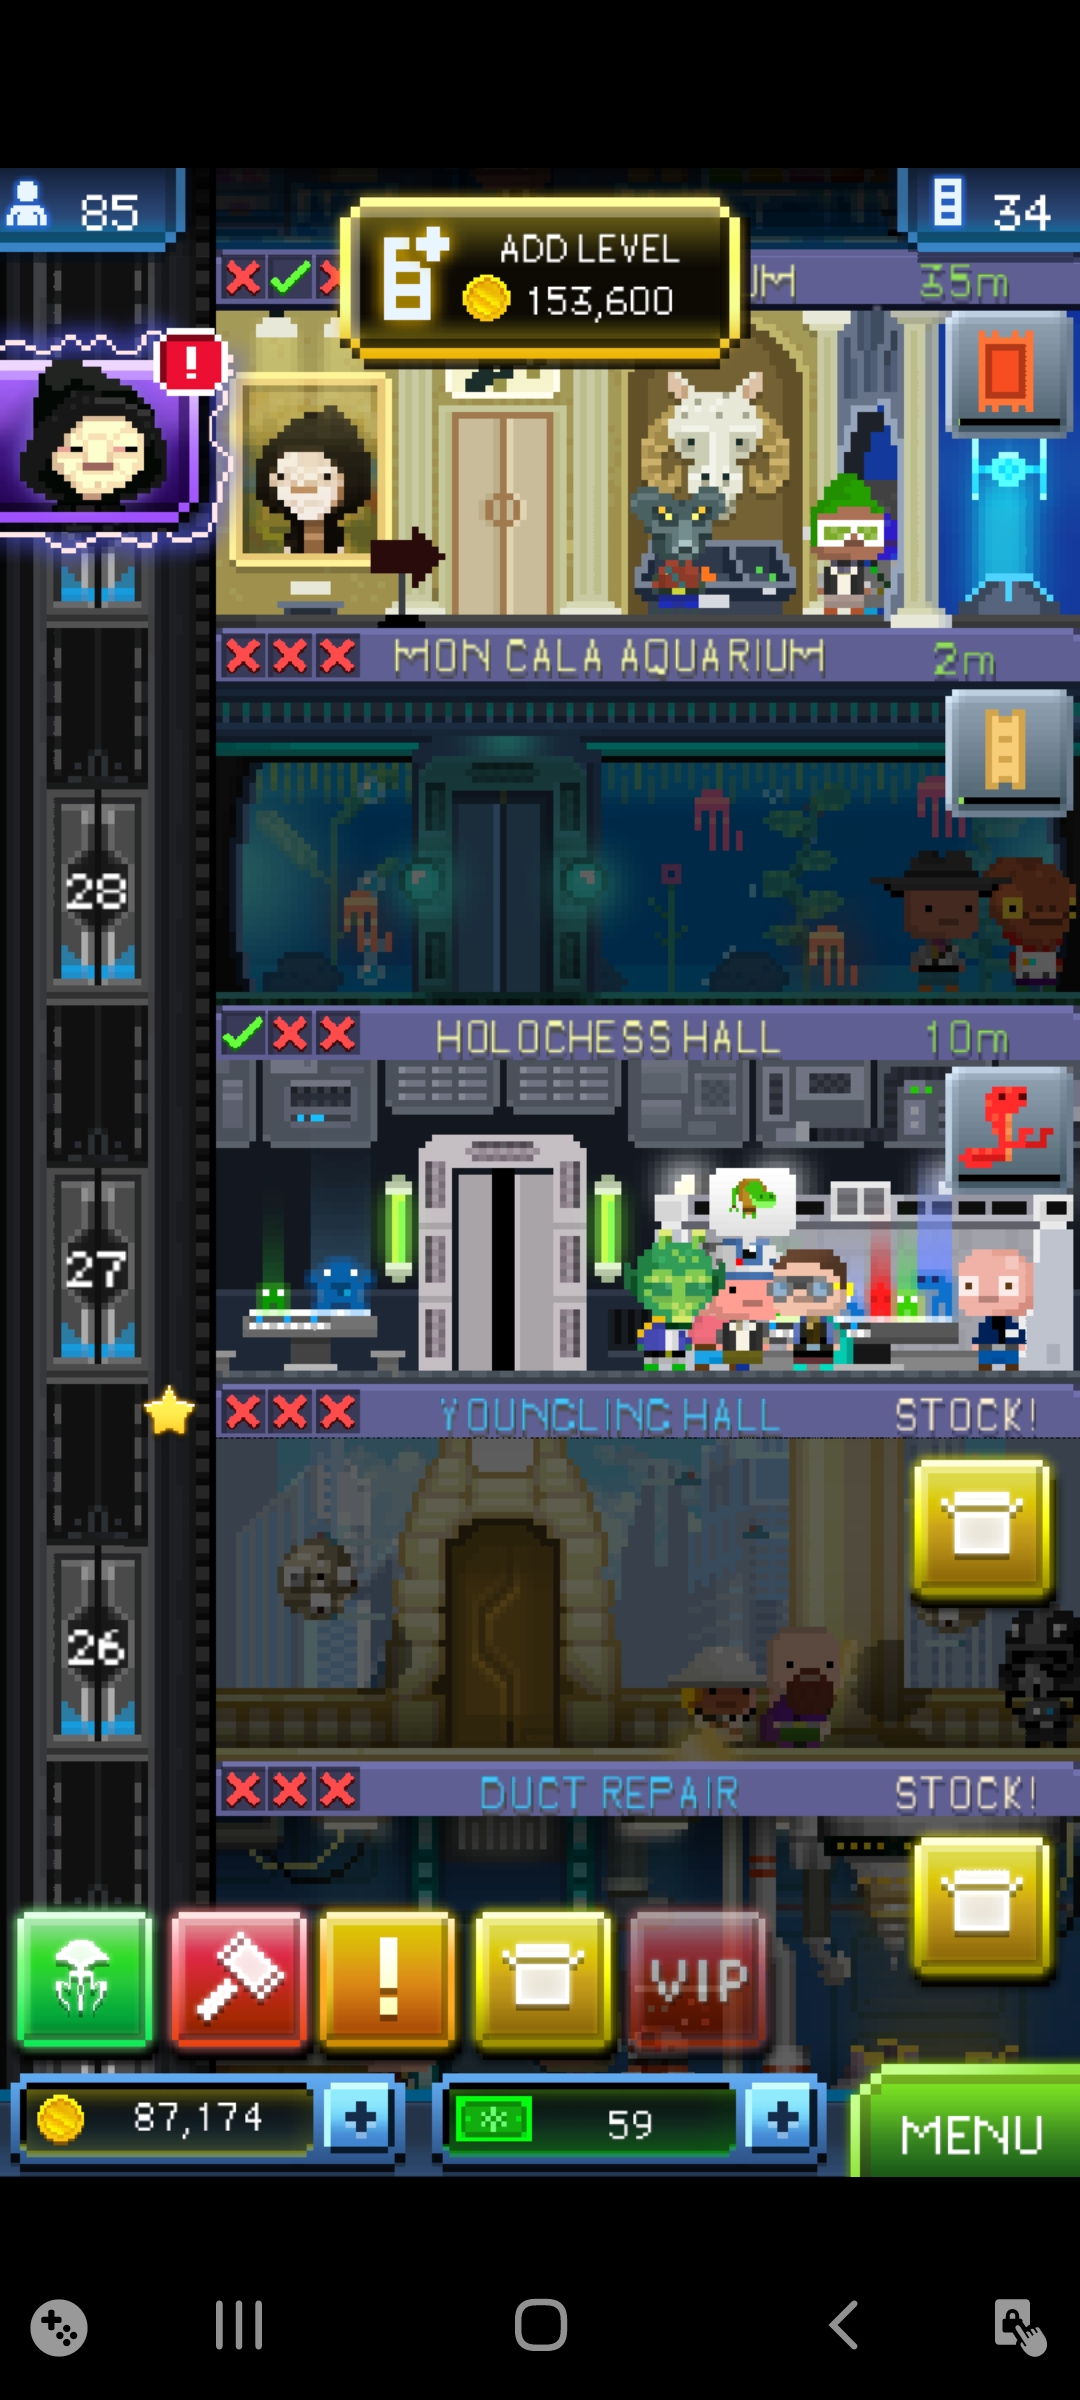 85
34
ADD LEVEL
153,600
UM
35m
MON CALA AQUARIUM
2m
28
HOLOCHESS HALL
10m
27
YOUNGLING HALL
STOCK!
26
DUCT REPAIR
STOCK!
!
!
VIP
87,174
+
59
+
MENU